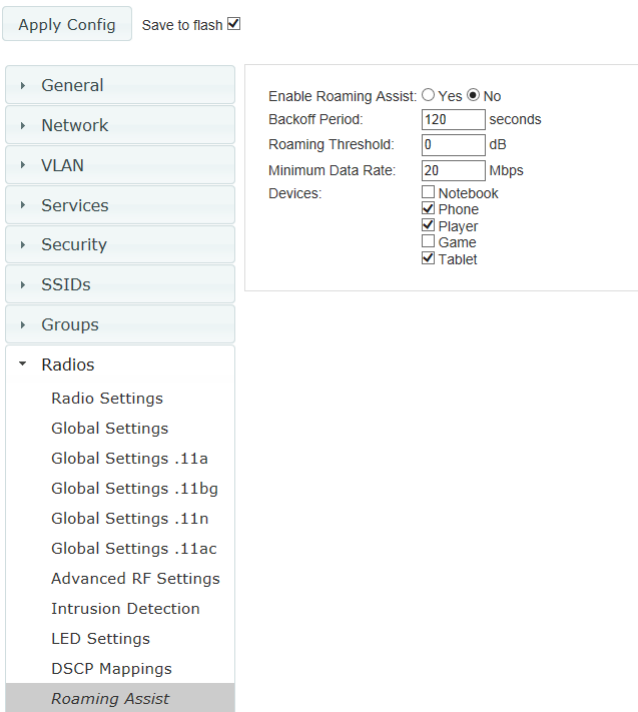 Apply Config Save to flash
General
Network
VLAN
Services
Security
SSIDs
Groups
Radios
Radio Settings
Global Settings
Global Settings .11a
Global Settings .11bg
Global Settings .11n
Global Settings .11ac
Advanced RF Settings
Intrusion Detection
LED Settings
DSCP Mappings
Roaming Assist
Enable Roaming Assist: Yes No
Backoff Period: 120 seconds
Roaming Threshold: 0 dB
Minimum Data Rate: 20 Mbps
Devices: Notebook
Phone
Player
Game
Tablet